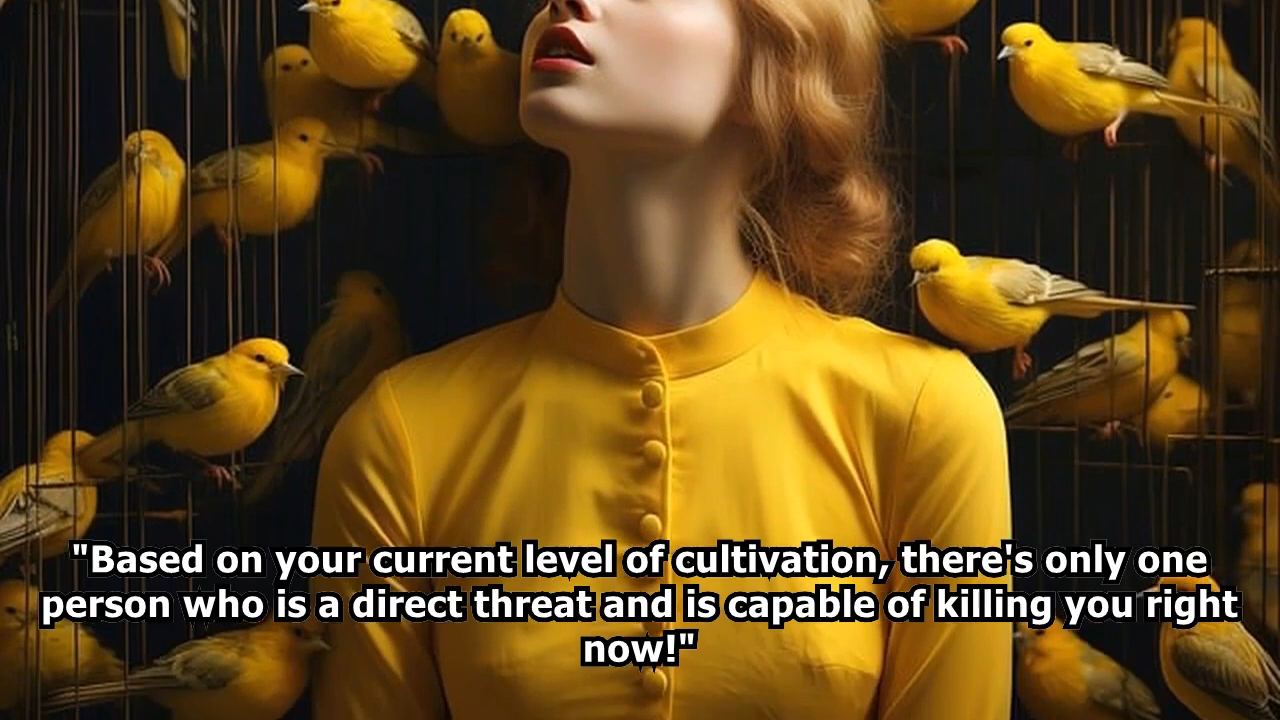 "Based on your current level of cultivation, there's only one
person who is a direct threat and is capable of killing you right
now!"